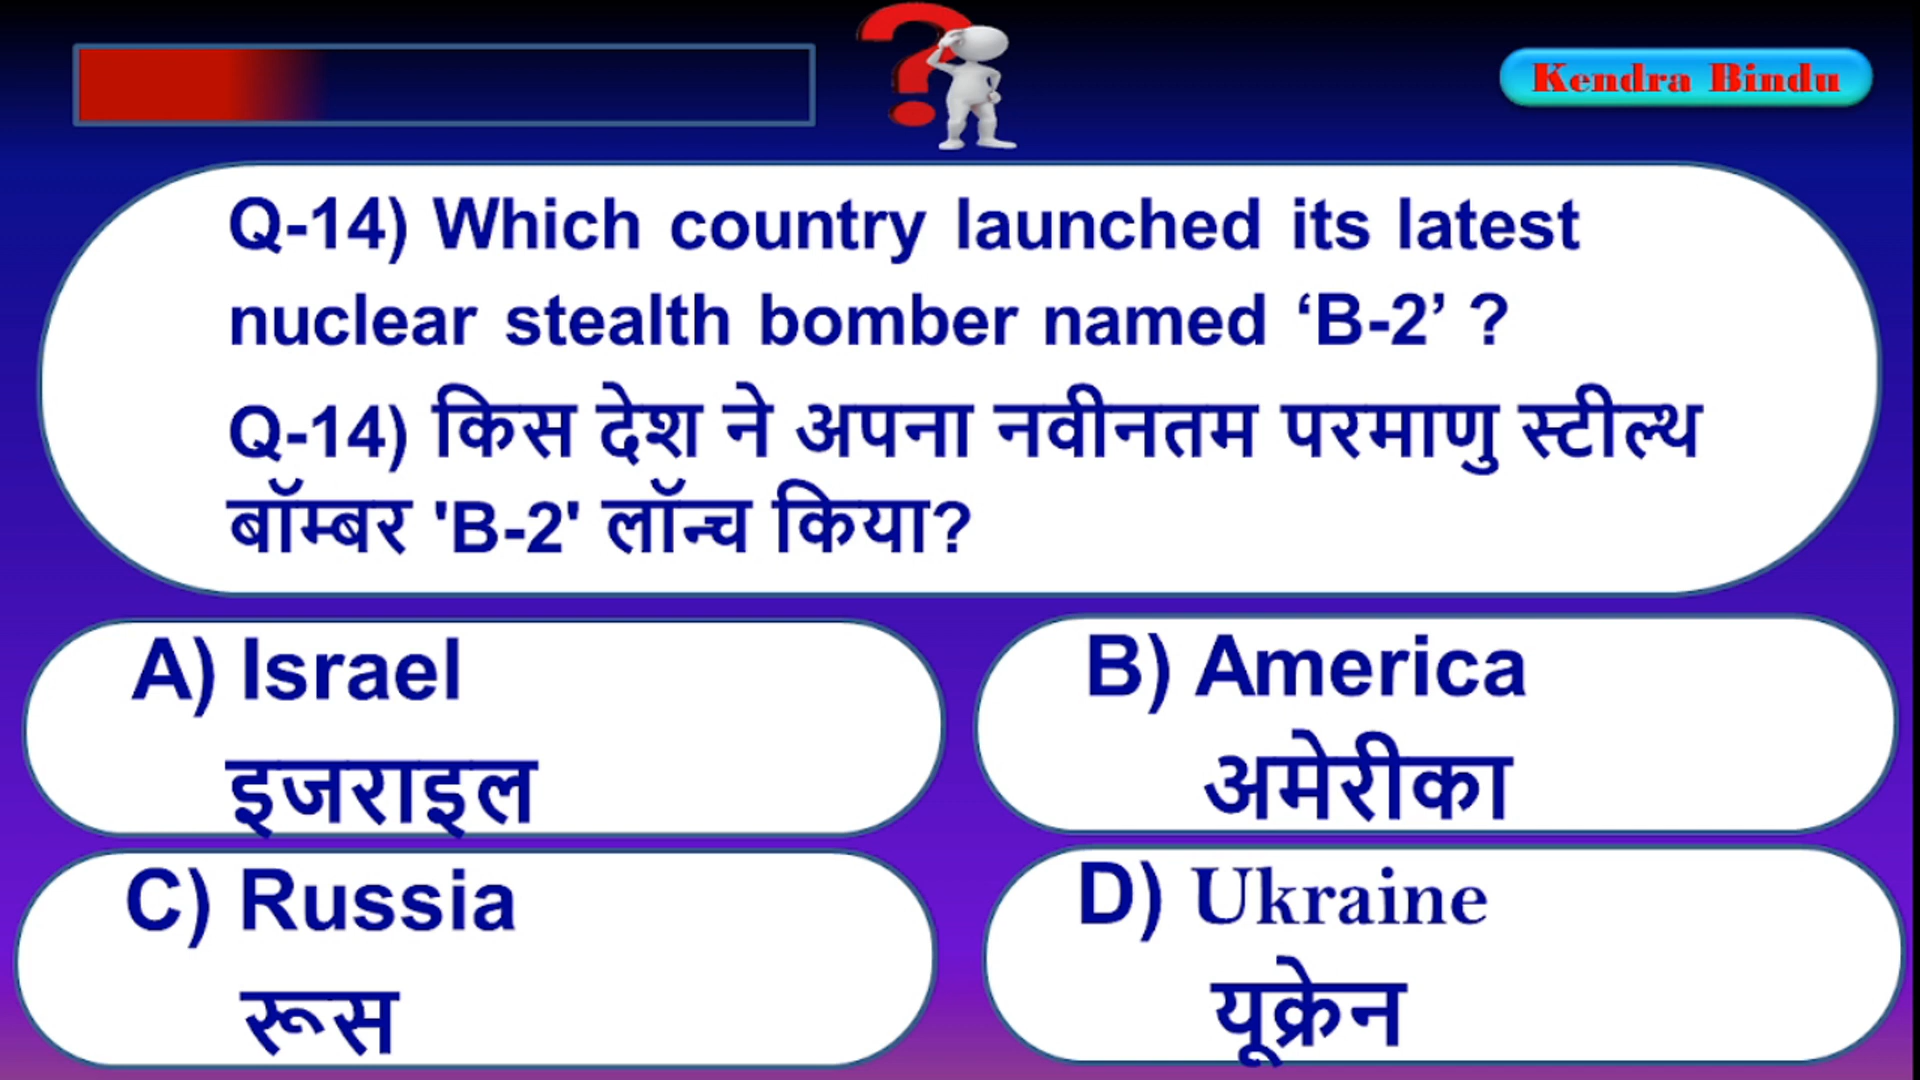 Kendra Bindu
Q-14) Which country launched its latest
nuclear stealth bomber named ‘B-2’ ?
Q-14) किस देश ने अपना नवीनतम परमाणु स्टील्थ
बॉम्बर 'B-2' लॉन्च किया?
A) Israel
इजराइल
B) America
अमेरीका
C) Russia
रूस
D) Ukraine
यूक्रेन